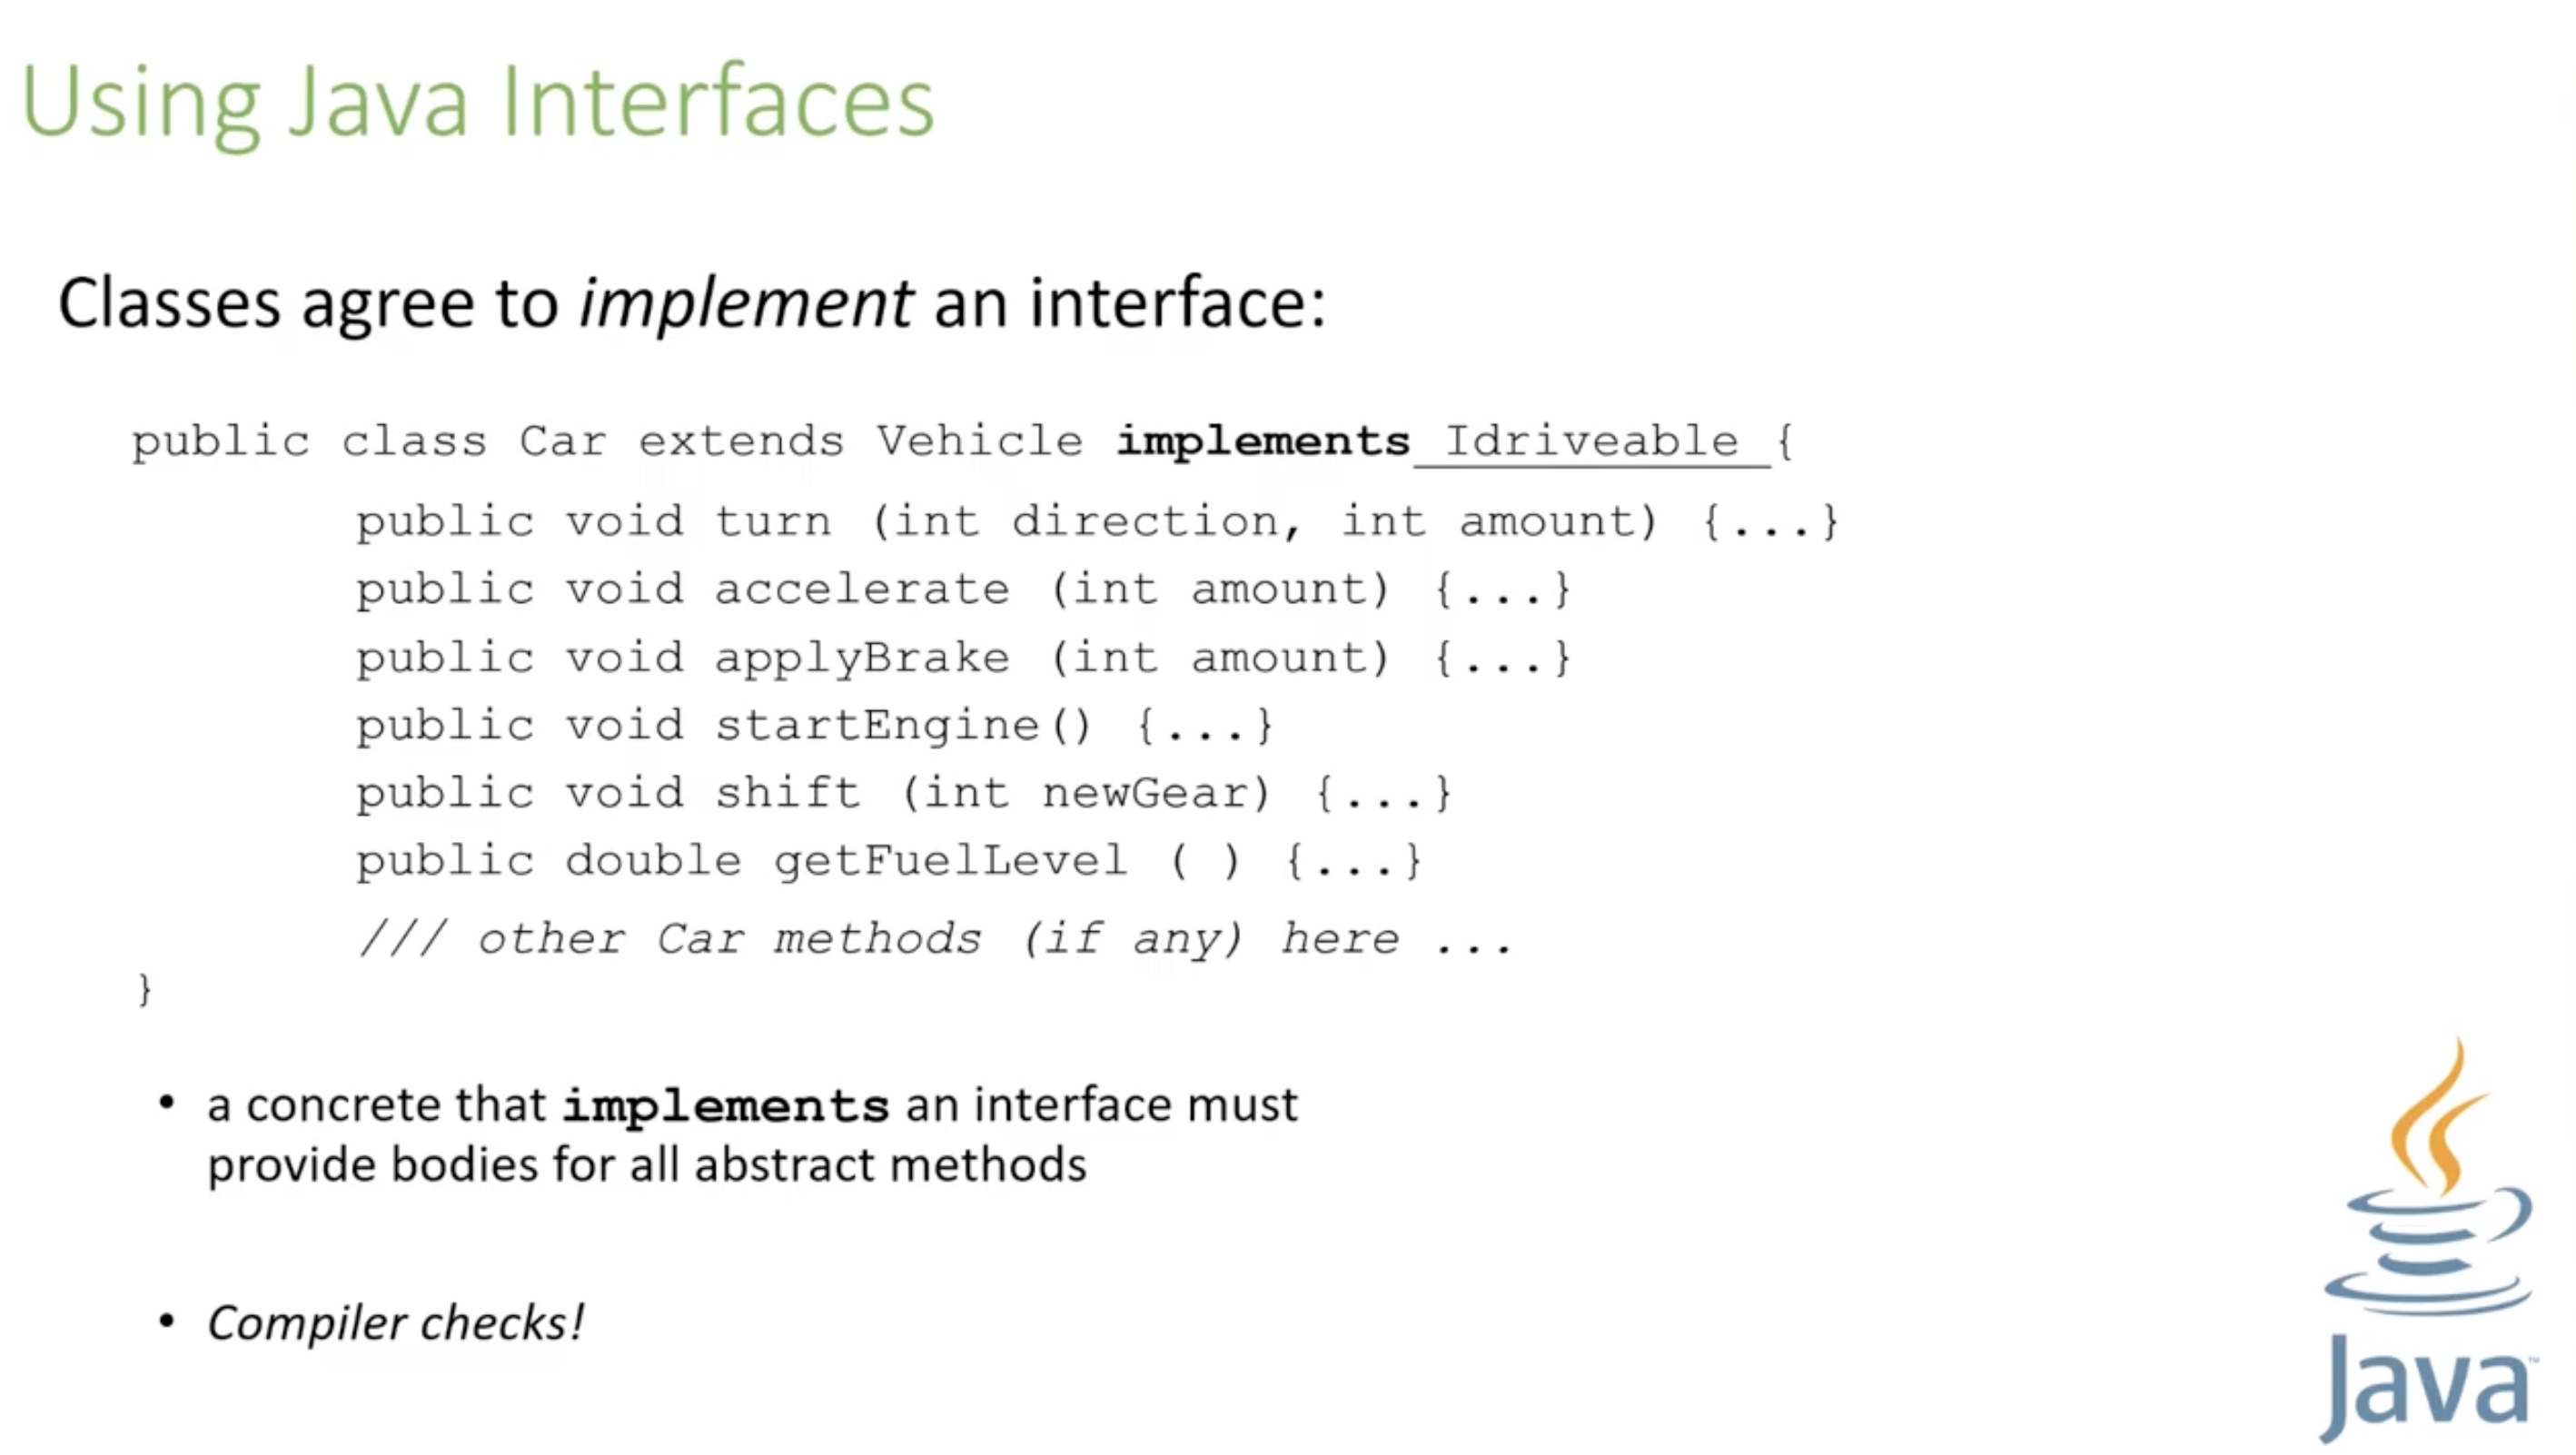 Using Java Interfaces
Classes agree to implement an interface:
public class Car extends Vehicle implements Idriveable {
public void turn (int direction, int amount) {...}
public void accelerate (int amount) {...}
public void applyBrake (int amount) {...}
public void startEngine() {...}
public void shift (int newGear) {...}
public double getFuelLevel ( ) {...}
/// other Car methods (if any) here ...
}
• a concrete that implements an interface must
provide bodies for all abstract methods
• Compiler checks!
Java™